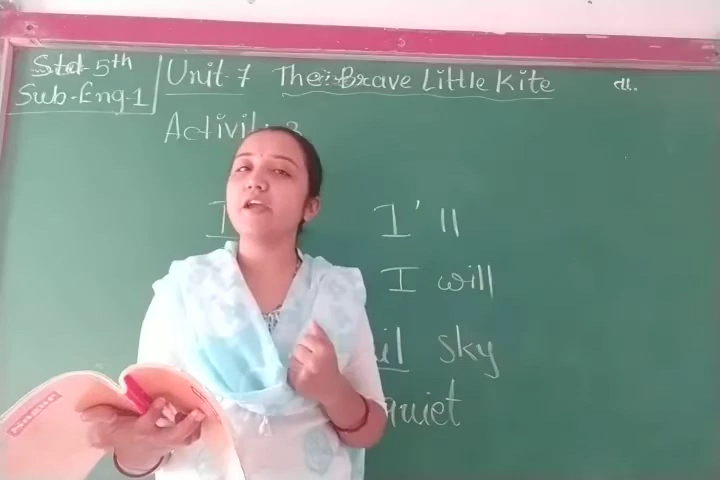 Std-5th
Sub-Eng-1
Unit-7 The Brave Little Kite
તા.
I'll
I will
sky
quiet